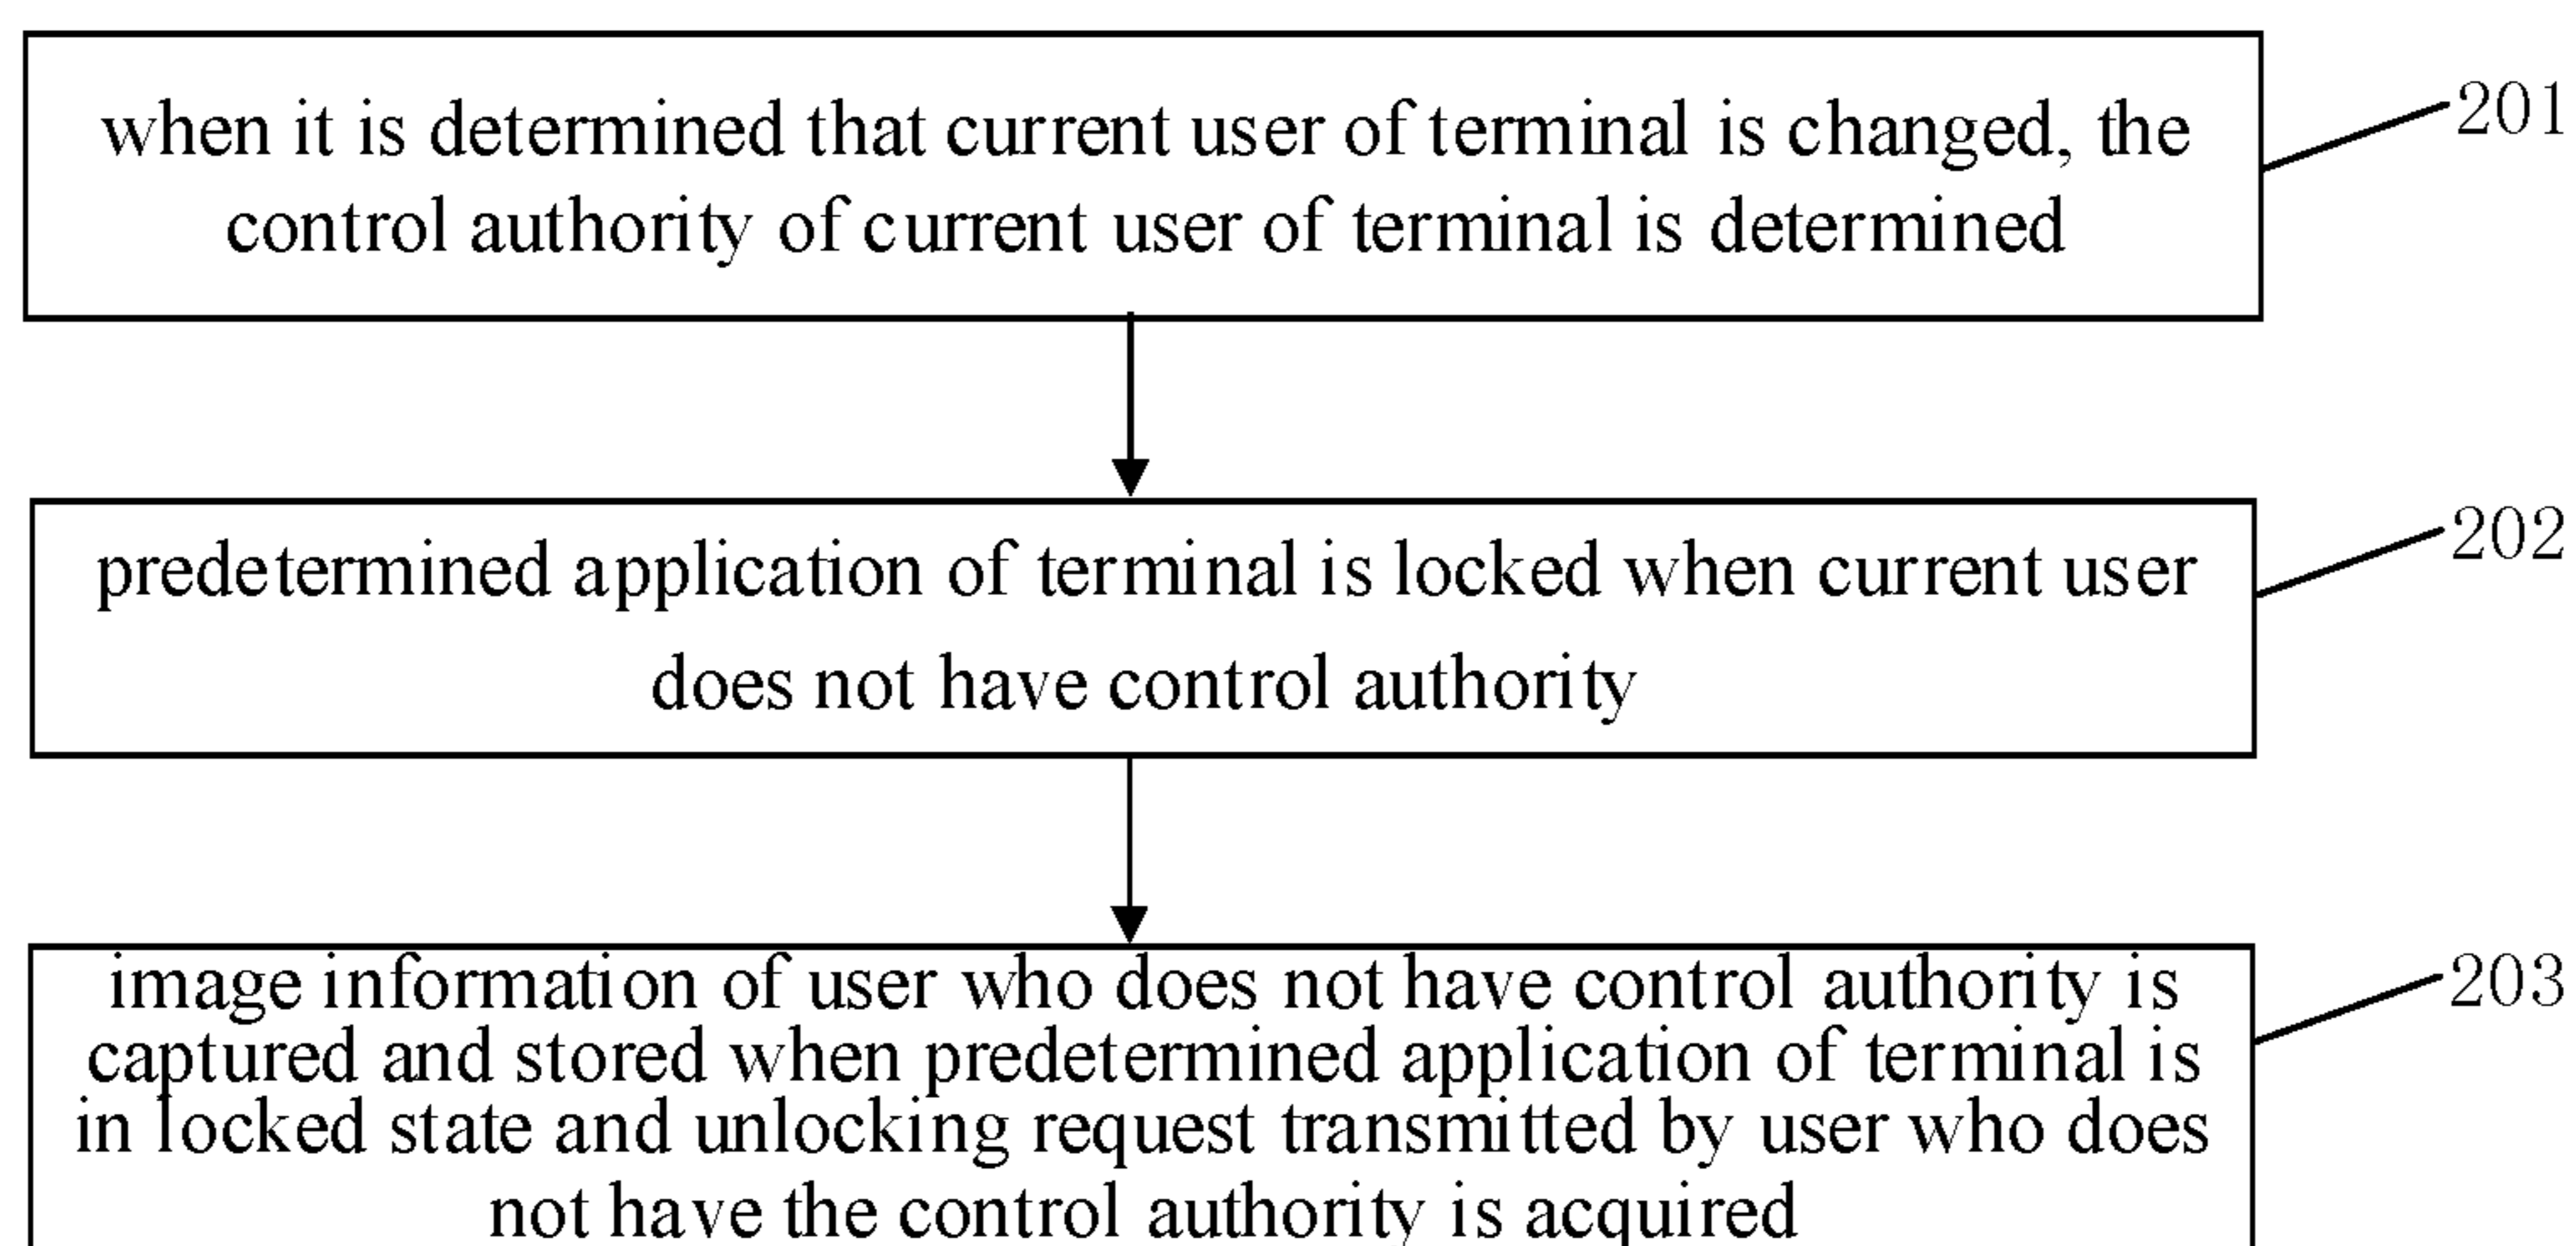 when it is determined that current user of terminal is changed, the
control authority of current user of terminal is determined
201
predetermined application of terminal is locked when current user
does not have control authority
202
image information of user who does not have control authority is
captured and stored when predetermined application of terminal is
in locked state and unlocking request transmitted by user who does
not have the control authority is acquired
203